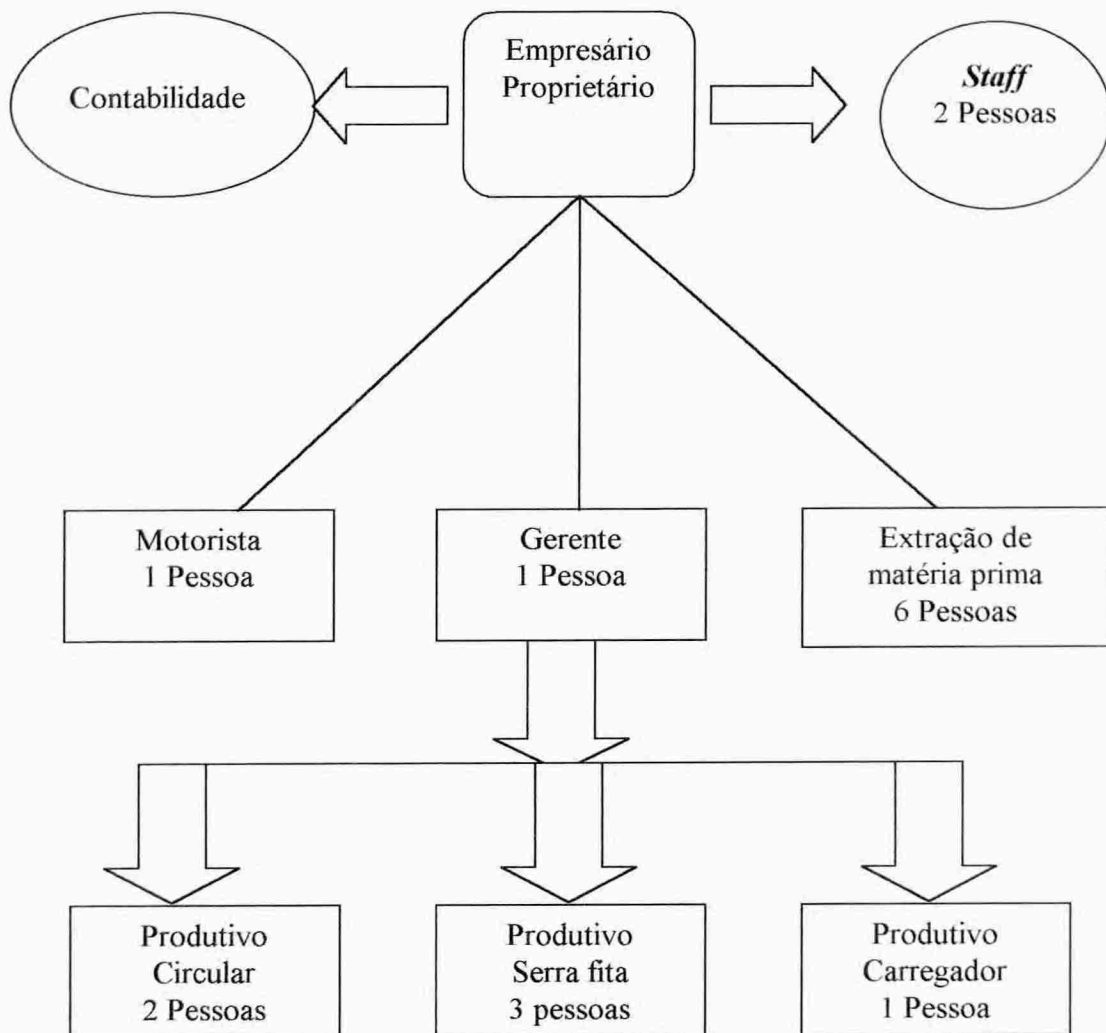 Contabilidade
Empresário
Proprietário
Staff
2 Pessoas
Motorista
1 Pessoa
Gerente
1 Pessoa
Extração de
matéria prima
6 Pessoas
Produtivo
Circular
2 Pessoas
Produtivo
Serra fita
3 pessoas
Produtivo
Carregador
1 Pessoa